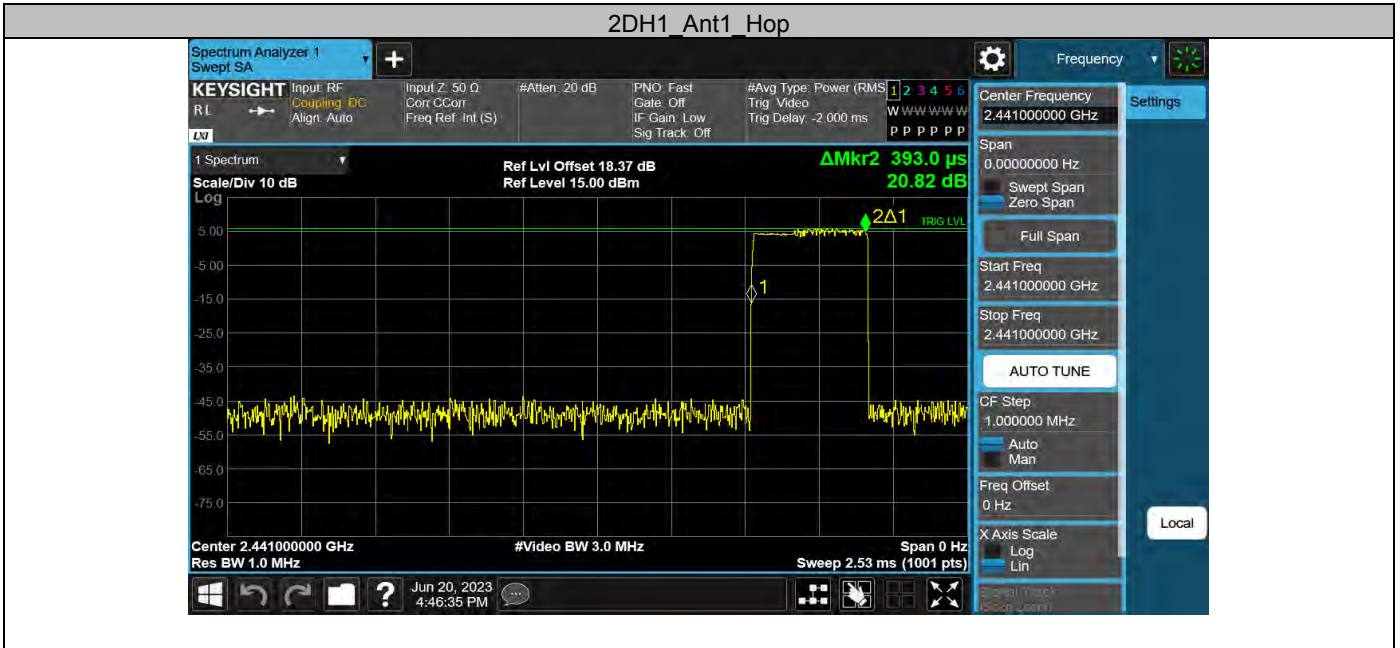 2DH1_Ant1_Hop
Spectrum Analyzer 1
Swept SA
Frequency
KEYSIGHT
RL
LXI
Input: RF
Coupling: DC
Align: Auto
Input Z: 50 Ω
Corr CCorr
Freq Ref: Int (S)
#Atten: 20 dB
PNO: Fast
Gate: Off
IF Gain: Low
Sig Track: Off
#Avg Type: Power (RMS
Trig: Video
Trig Delay: -2.000 ms
1 2 3 4 5 6
W W W W W W
P P P P P P
Center Frequency
2.441000000 GHz
Settings
1 Spectrum
Scale/Div 10 dB
Log
Ref Lvl Offset 18.37 dB
Ref Level 15.00 dBm
ΔMkr2 393.0 µs
20.82 dB
Span
0.00000000 Hz
Swept Span
Zero Span
Full Span
Start Freq
2.441000000 GHz
Stop Freq
2.441000000 GHz
AUTO TUNE
CF Step
1.000000 MHz
Auto
Man
Freq Offset
0 Hz
X Axis Scale
Log
Lin
Signal Track
(Span Zoom)
Local
2Δ1
TRIG LVL
1
5.00
-5.00
-15.0
-25.0
-35.0
-45.0
-55.0
-65.0
-75.0
Center 2.441000000 GHz
Res BW 1.0 MHz
#Video BW 3.0 MHz
Span 0 Hz
Sweep 2.53 ms (1001 pts)
?
Jun 20, 2023
4:46:35 PM